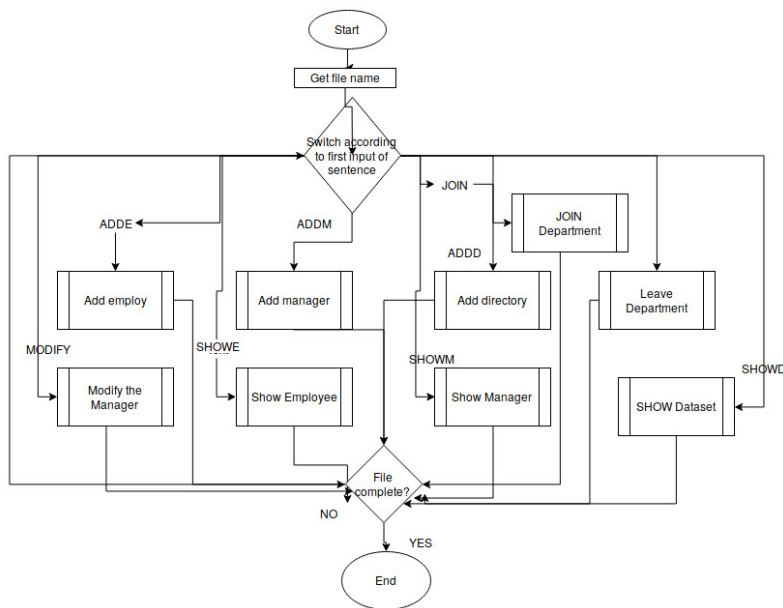 Start
Get file name
Switch according
to first input of
sentence
JOIN
ADDE
ADDM
JOIN
Department
ADDD
Add employ
Add manager
Add directory
Leave
Department
MODIFY
SHOWE
SHOWM
SHOWD
Modify the
Manager
Show Employee
Show Manager
SHOW Dataset
File
complete?
NO
YES
End